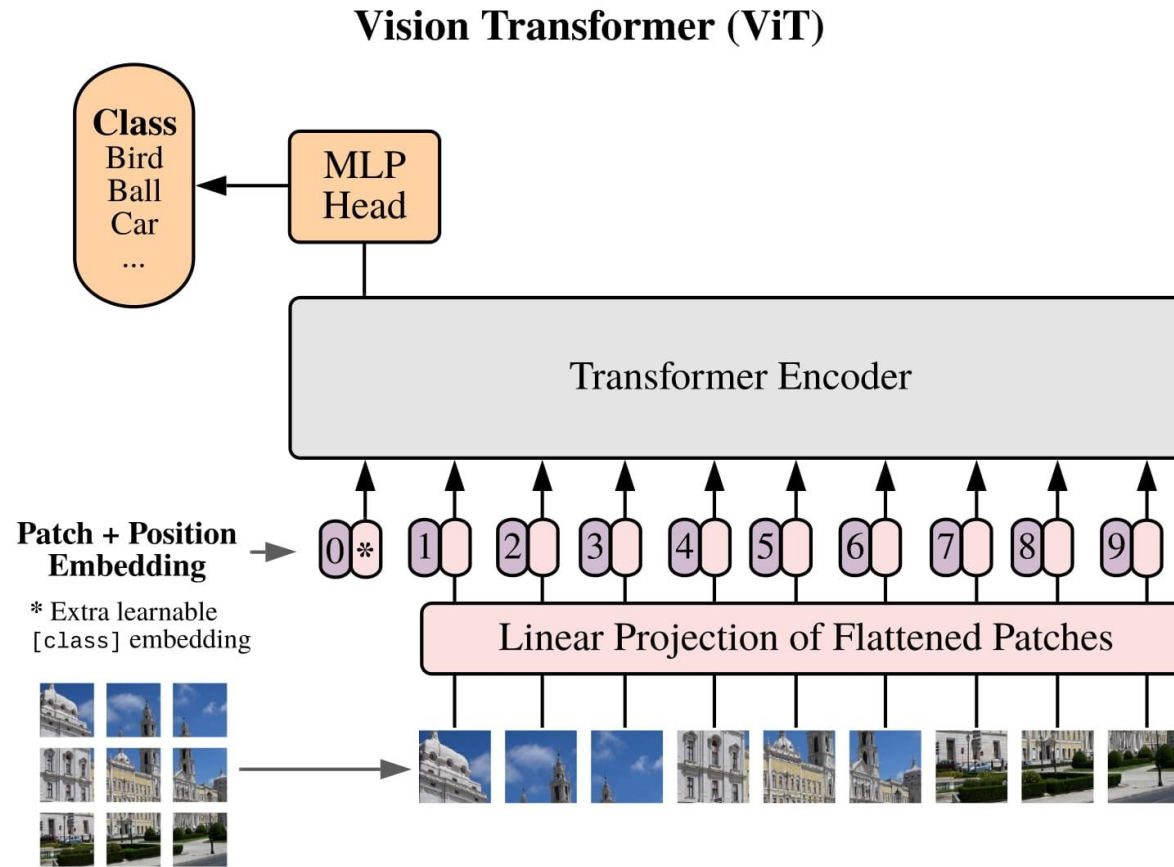 Vision Transformer (ViT)
Class
Bird
Ball
Car
...
MLP
Head
Transformer Encoder
Patch + Position
Embedding
0 * 1 2 3 4 5 6 7 8 9
* Extra learnable
[class] embedding
Linear Projection of Flattened Patches